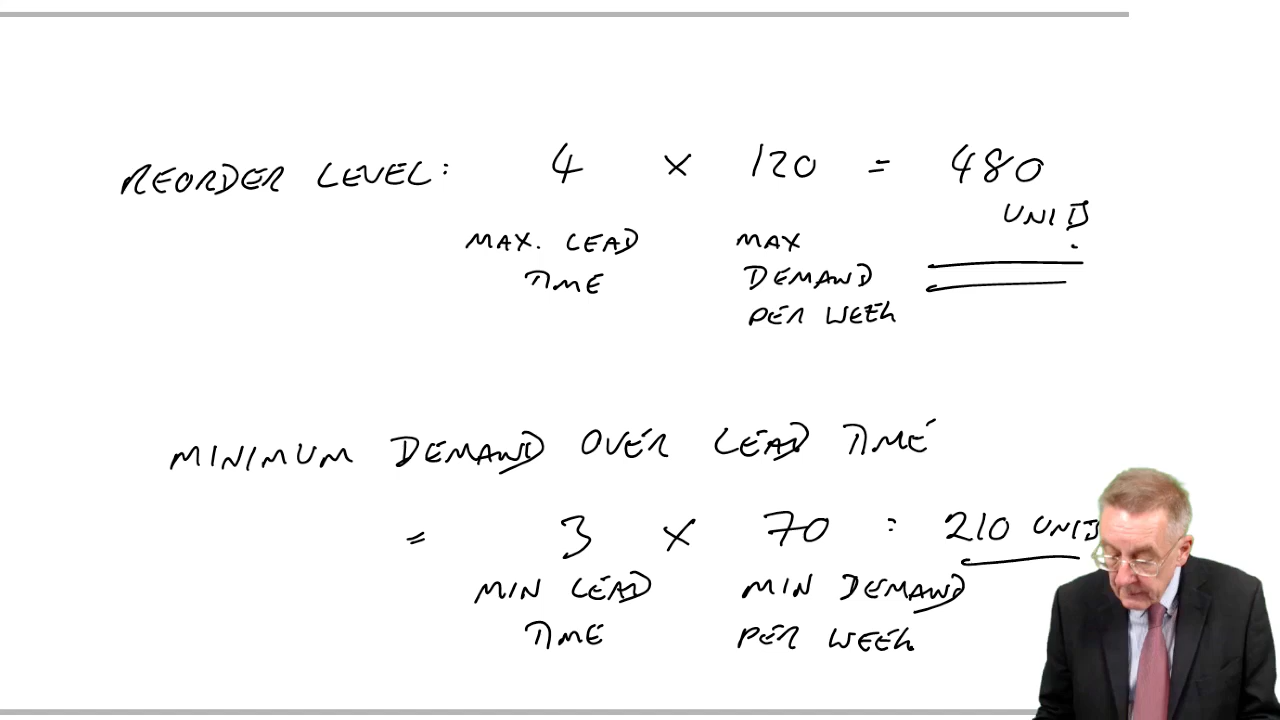 REORDER LEVEL: 4 × 120 = 480
UNITS
MAX. LEAD MAX
TIME DEMAND
PER WEEK
MINIMUM DEMAND OVER LEAD TIME
= 3 × 70 = 210 UNITS
MIN LEAD MIN DEMAND
TIME PER WEEK